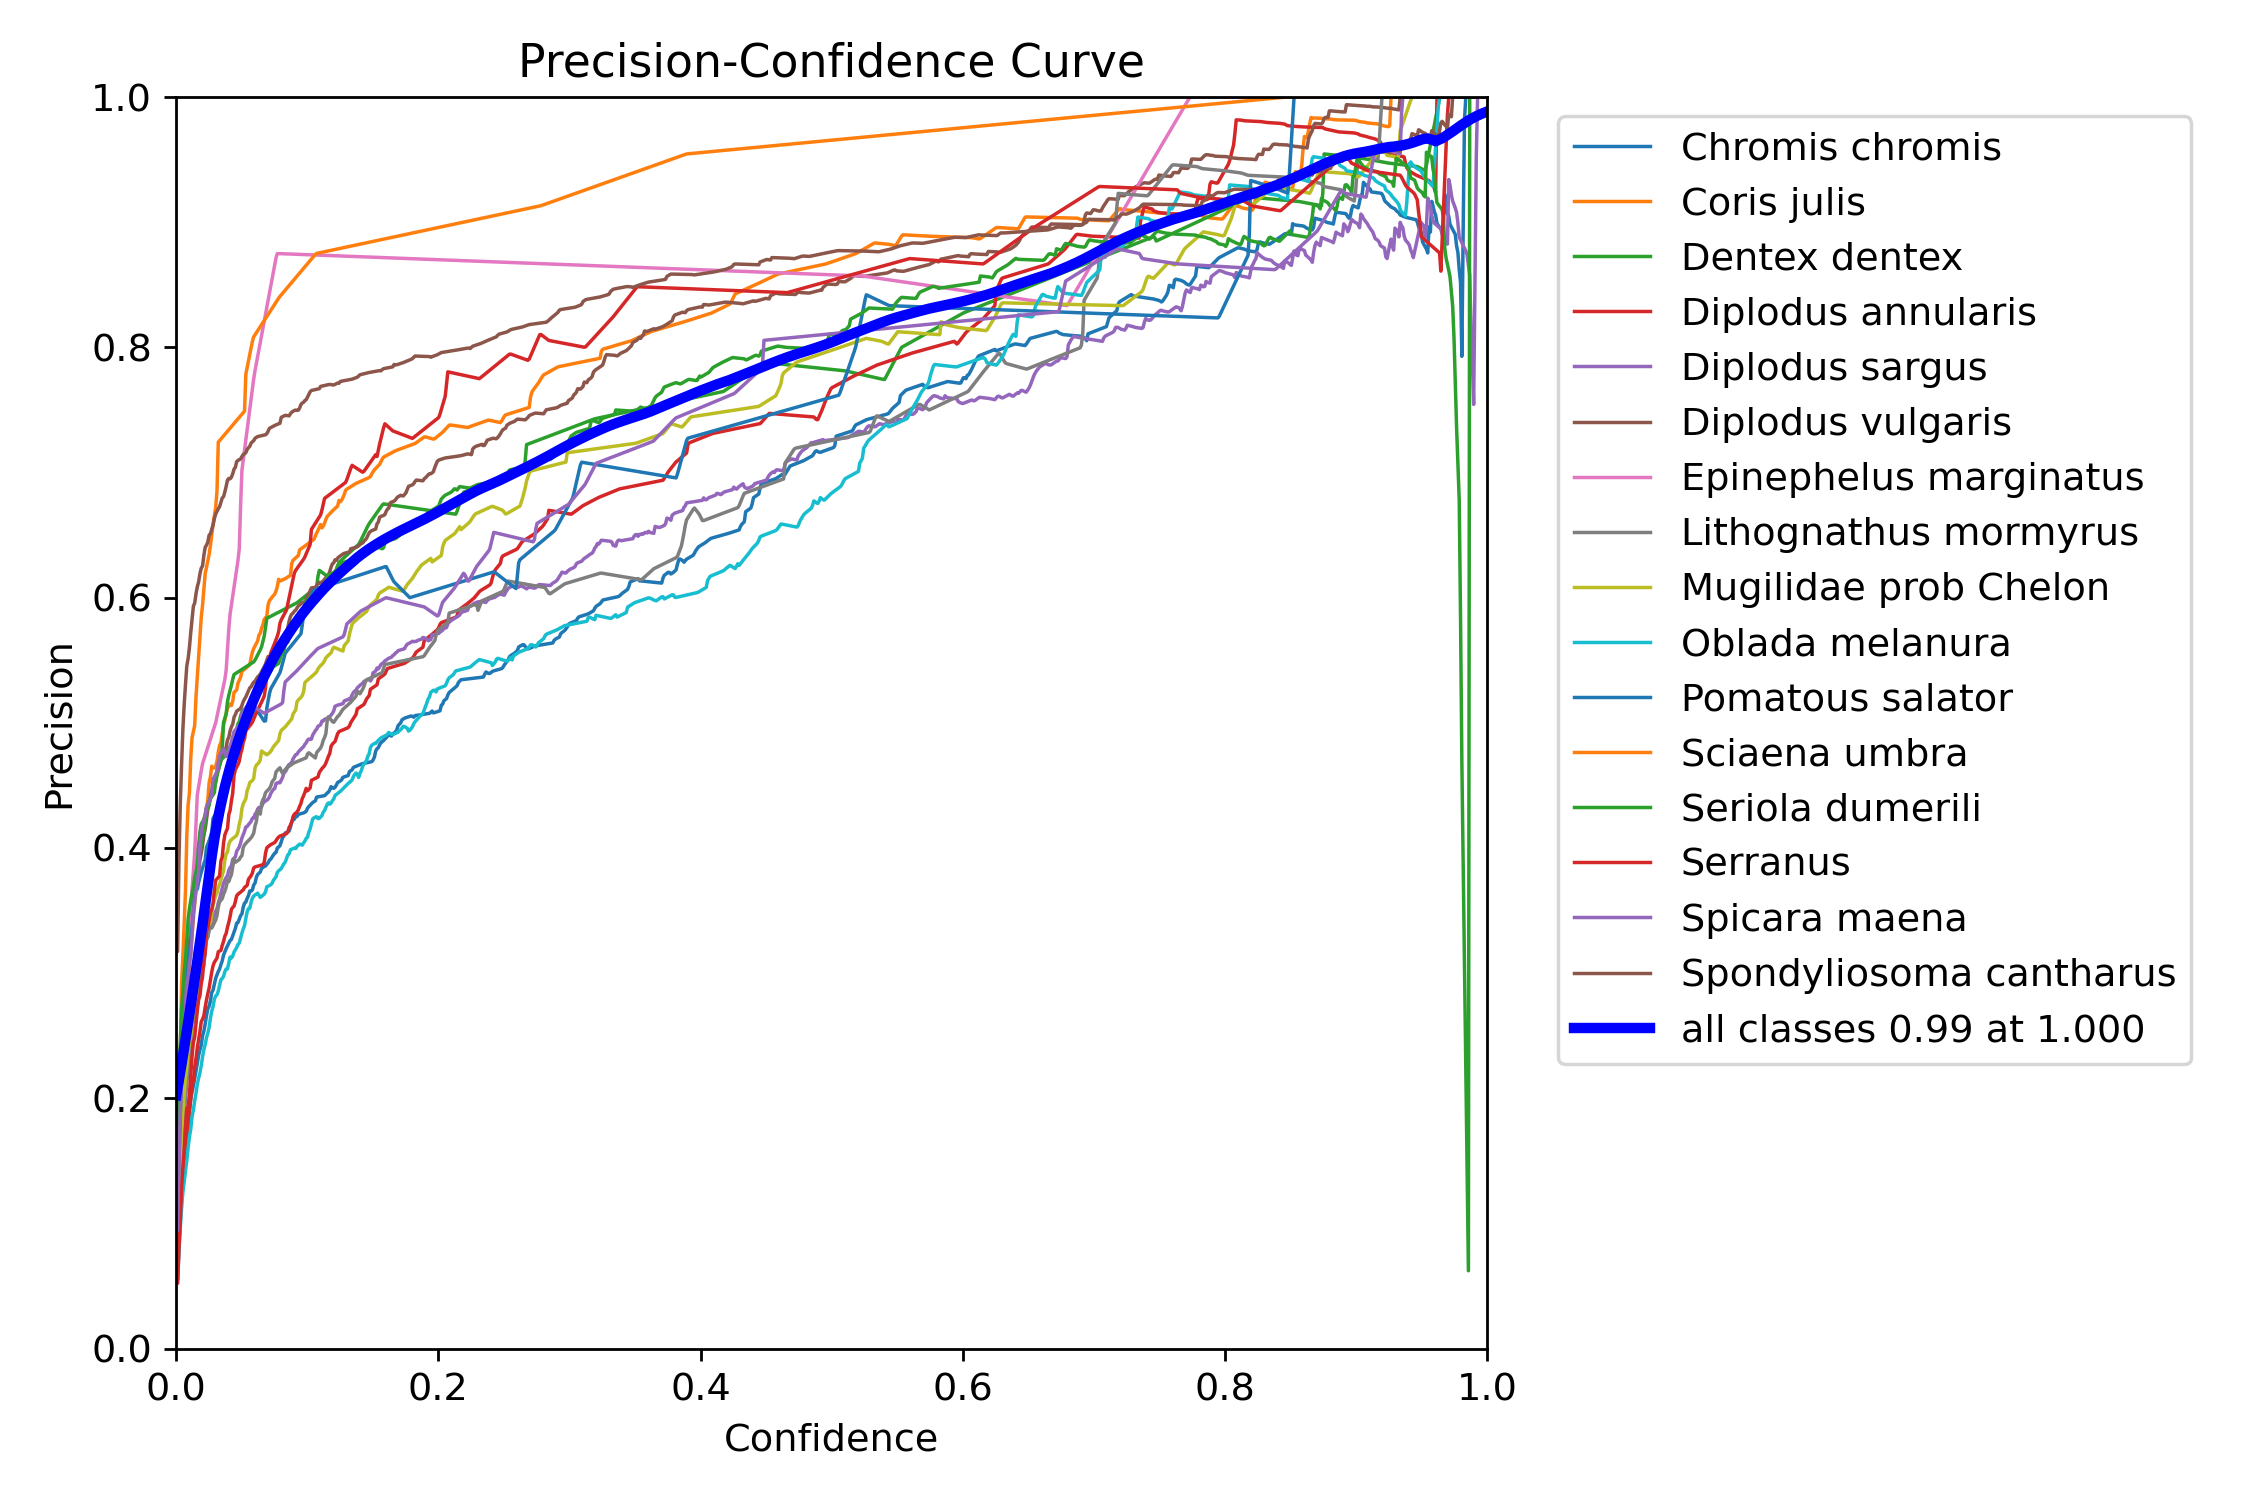 Precision-Confidence Curve
1.0
0.8
0.6
0.4
0.2
0.0
Precision
0.0 0.2 0.4 0.6 0.8 1.0
Confidence
Chromis chromis
Coris julis
Dentex dentex
Diplodus annularis
Diplodus sargus
Diplodus vulgaris
Epinephelus marginatus
Lithognathus mormyrus
Mugilidae prob Chelon
Oblada melanura
Pomatous salator
Sciaena umbra
Seriola dumerili
Serranus
Spicara maena
Spondyliosoma cantharus
all classes 0.99 at 1.000